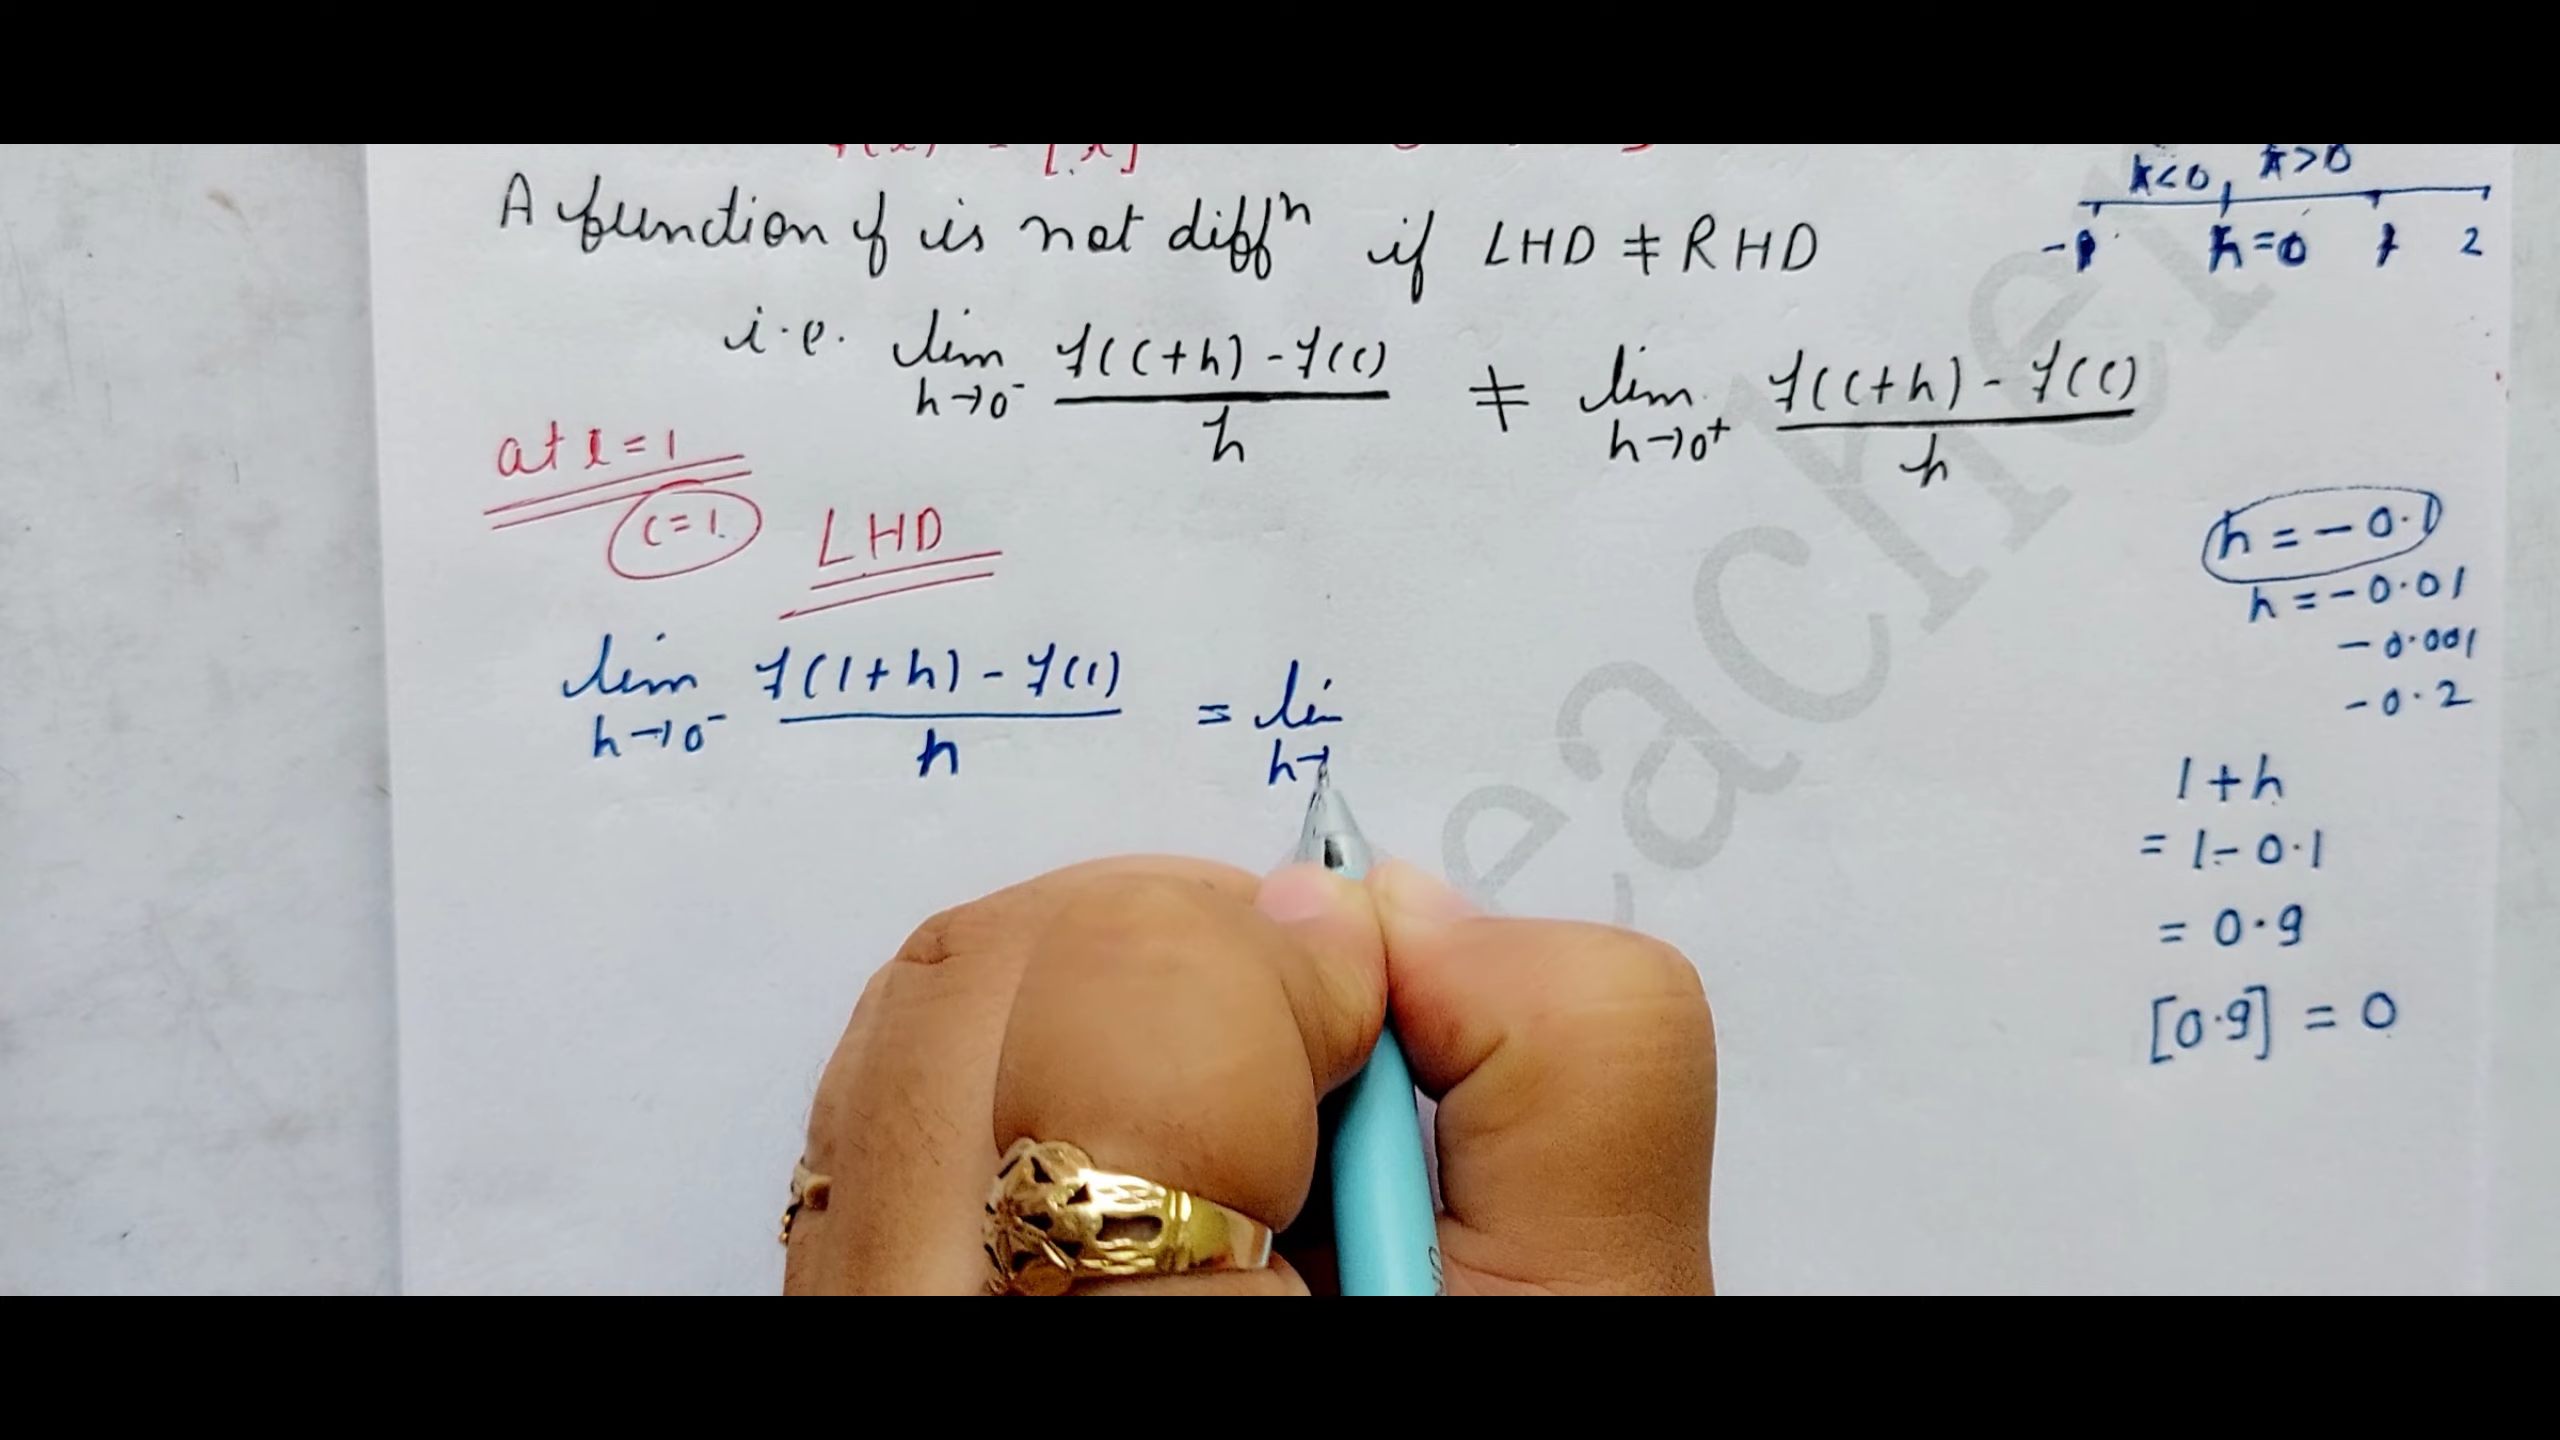 f(x) = [x]
A function f is not diffn if LHD ≠ RHD
i.e. lim h→0⁻ f(c+h) - f(c) / h ≠ lim h→0⁺ f(c+h) - f(c) / h
at x = 1
c = 1
LHD
lim h→0⁻ f(1+h) - f(1) / h = lim h→
h<0, h>0
-1 h=0 1 2
h = -0.1
h = -0.01
-0.001
-0.2
1+h
= 1-0.1
= 0.9
[0.9] = 0
eacher